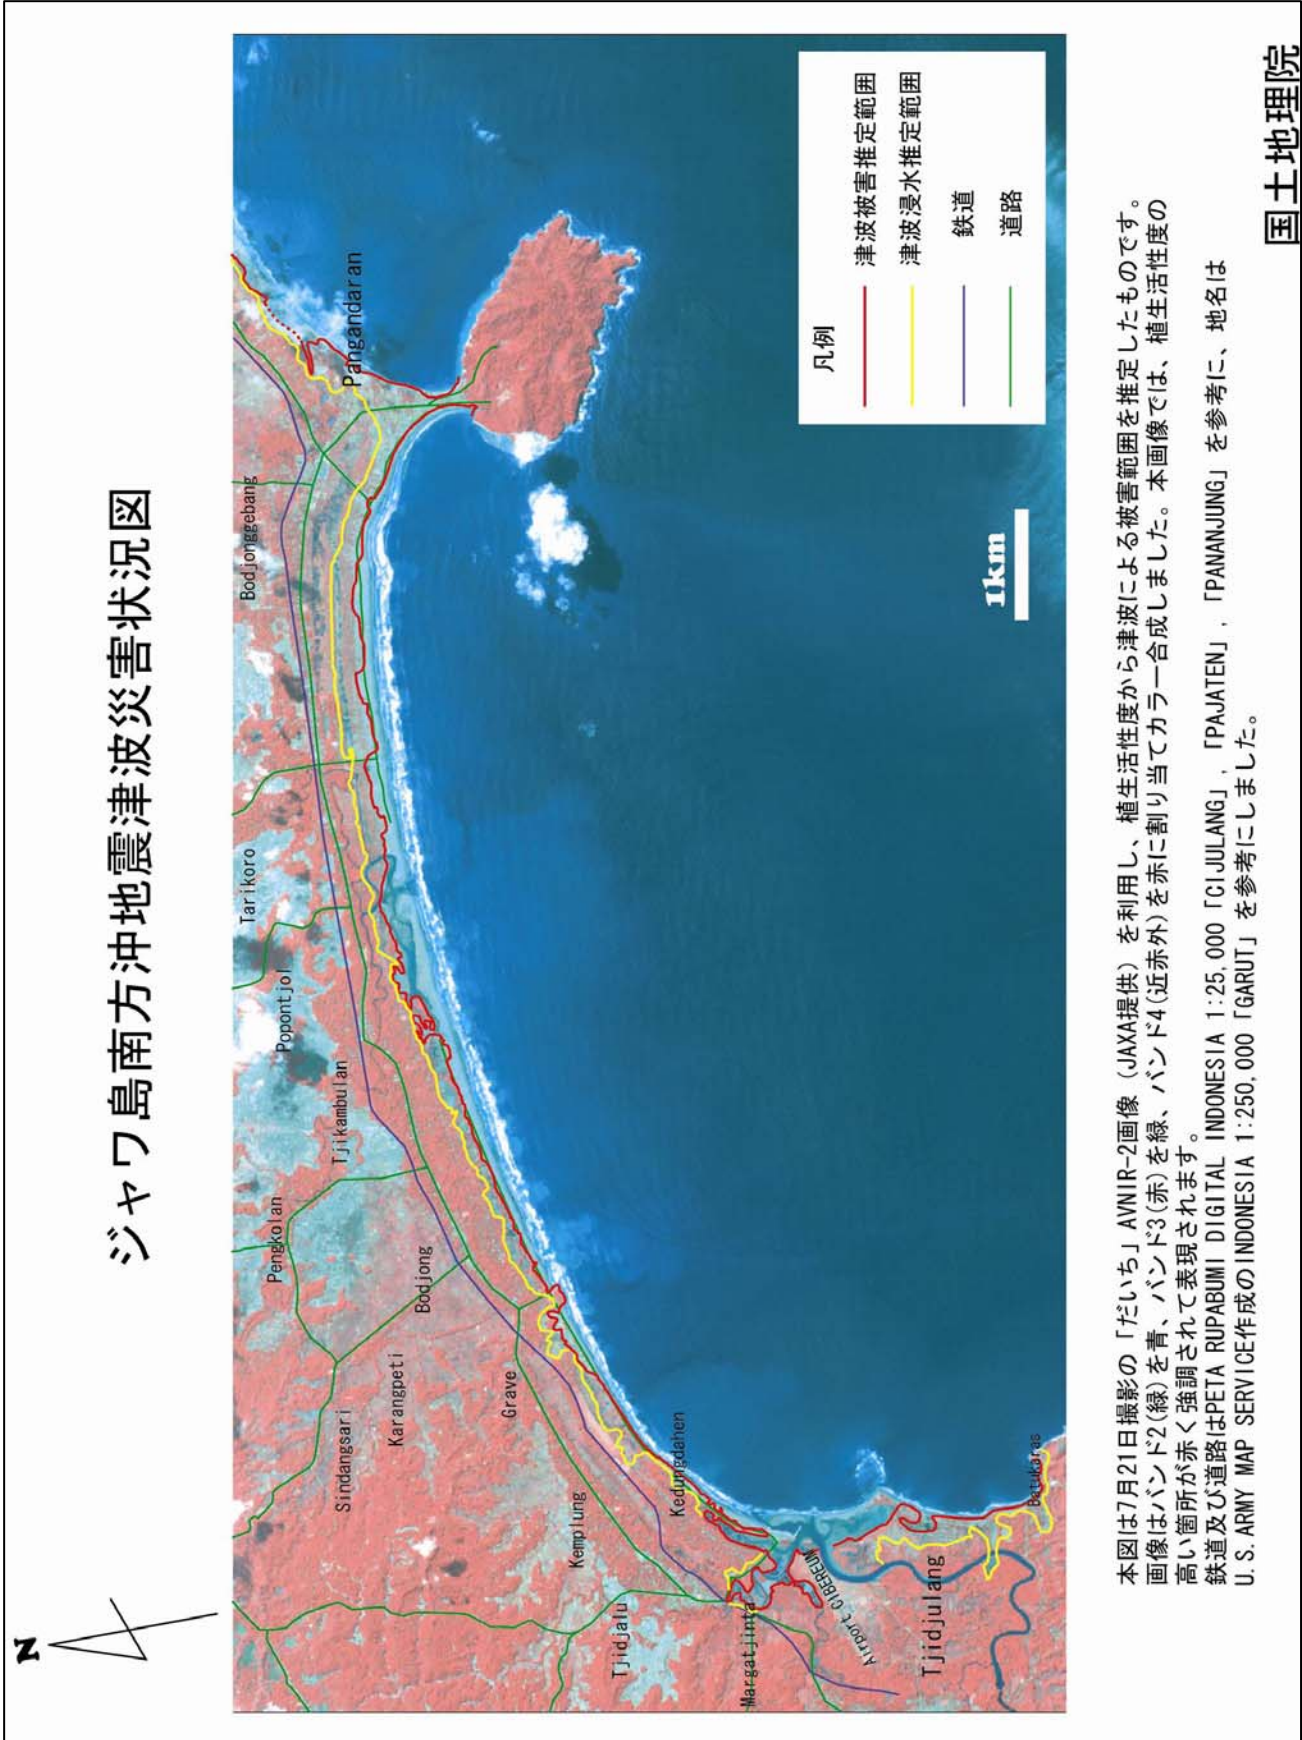 ジャワ島南方沖地震津波災害状況図
N
Pangandaran
Bodjonggebang
Tarikoro
Popontjol
Tjikambulan
Pengkolan
Bodjong
Karangpeti
Sindangsari
Grave
Kemplung
Kedungdahen
Tjidjalu
Margatjinta
Airport CIBEREUM
Tjidjulang
Batukaras
凡例
津波被害推定範囲
津波浸水推定範囲
鉄道
道路
1km
本図は7月21日撮影の「だいち」AVNIR-2画像（JAXA提供）を利用し、植生活性度から津波による被害範囲を推定したものです。
画像はバンド2(緑)を青、バンド3(赤)を緑、バンド4(近赤外)を赤に割り当てカラー合成しました。本画像では、植生活性度の
高い箇所が赤く強調されて表現されます。
鉄道及び道路はPETA RUPABUMI DIGITAL INDONESIA 1:25,000「CIJULANG」,「PAJATEN」,「PANANJUNG」を参考に、地名は
U.S.ARMY MAP SERVICE作成のINDONESIA 1:250,000「GARUT」を参考にしました。
国土地理院